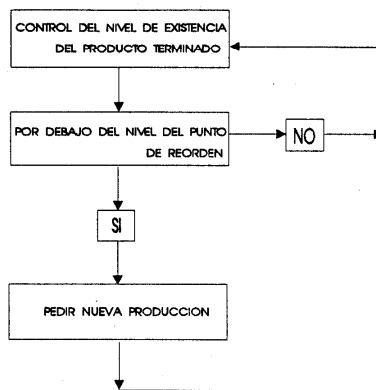 CONTROL DEL NIVEL DE EXISTENCIA
DEL PRODUCTO TERMINADO
POR DEBAJO DEL NIVEL DEL PUNTO
DE REORDEN
NO
SI
PEDIR NUEVA PRODUCCION